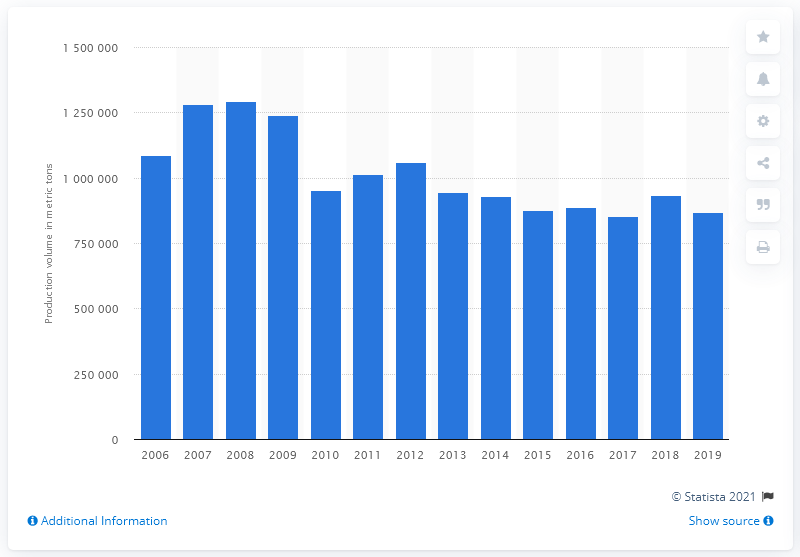 1 500 000
1 250 000
1 000 000
750 000
500 000
250 000
0
Production volume in metric tons
2006 2007 2008 2009 2010 2011 2012 2013 2014 2015 2016 2017 2018 2019
© Statista 2021
Additional Information
Show source